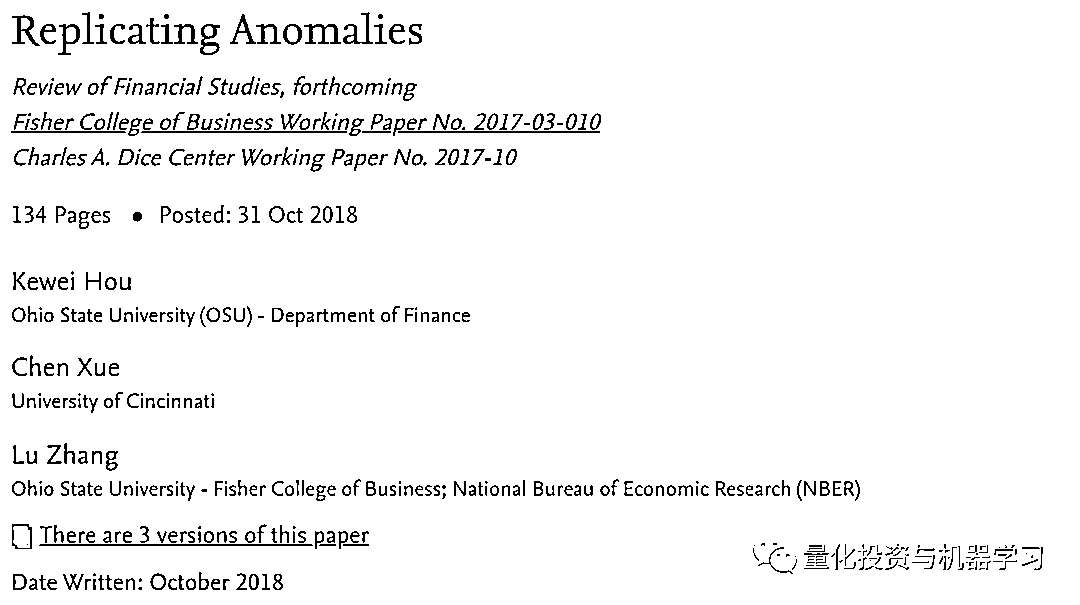 Replicating Anomalies
Review of Financial Studies, forthcoming
Fisher College of Business Working Paper No. 2017-03-010
Charles A. Dice Center Working Paper No. 2017-10
134 Pages • Posted: 31 Oct 2018
Kewei Hou
Ohio State University (OSU) - Department of Finance
Chen Xue
University of Cincinnati
Lu Zhang
Ohio State University - Fisher College of Business; National Bureau of Economic Research (NBER)
There are 3 versions of this paper
Date Written: October 2018
量化投资与机器学习